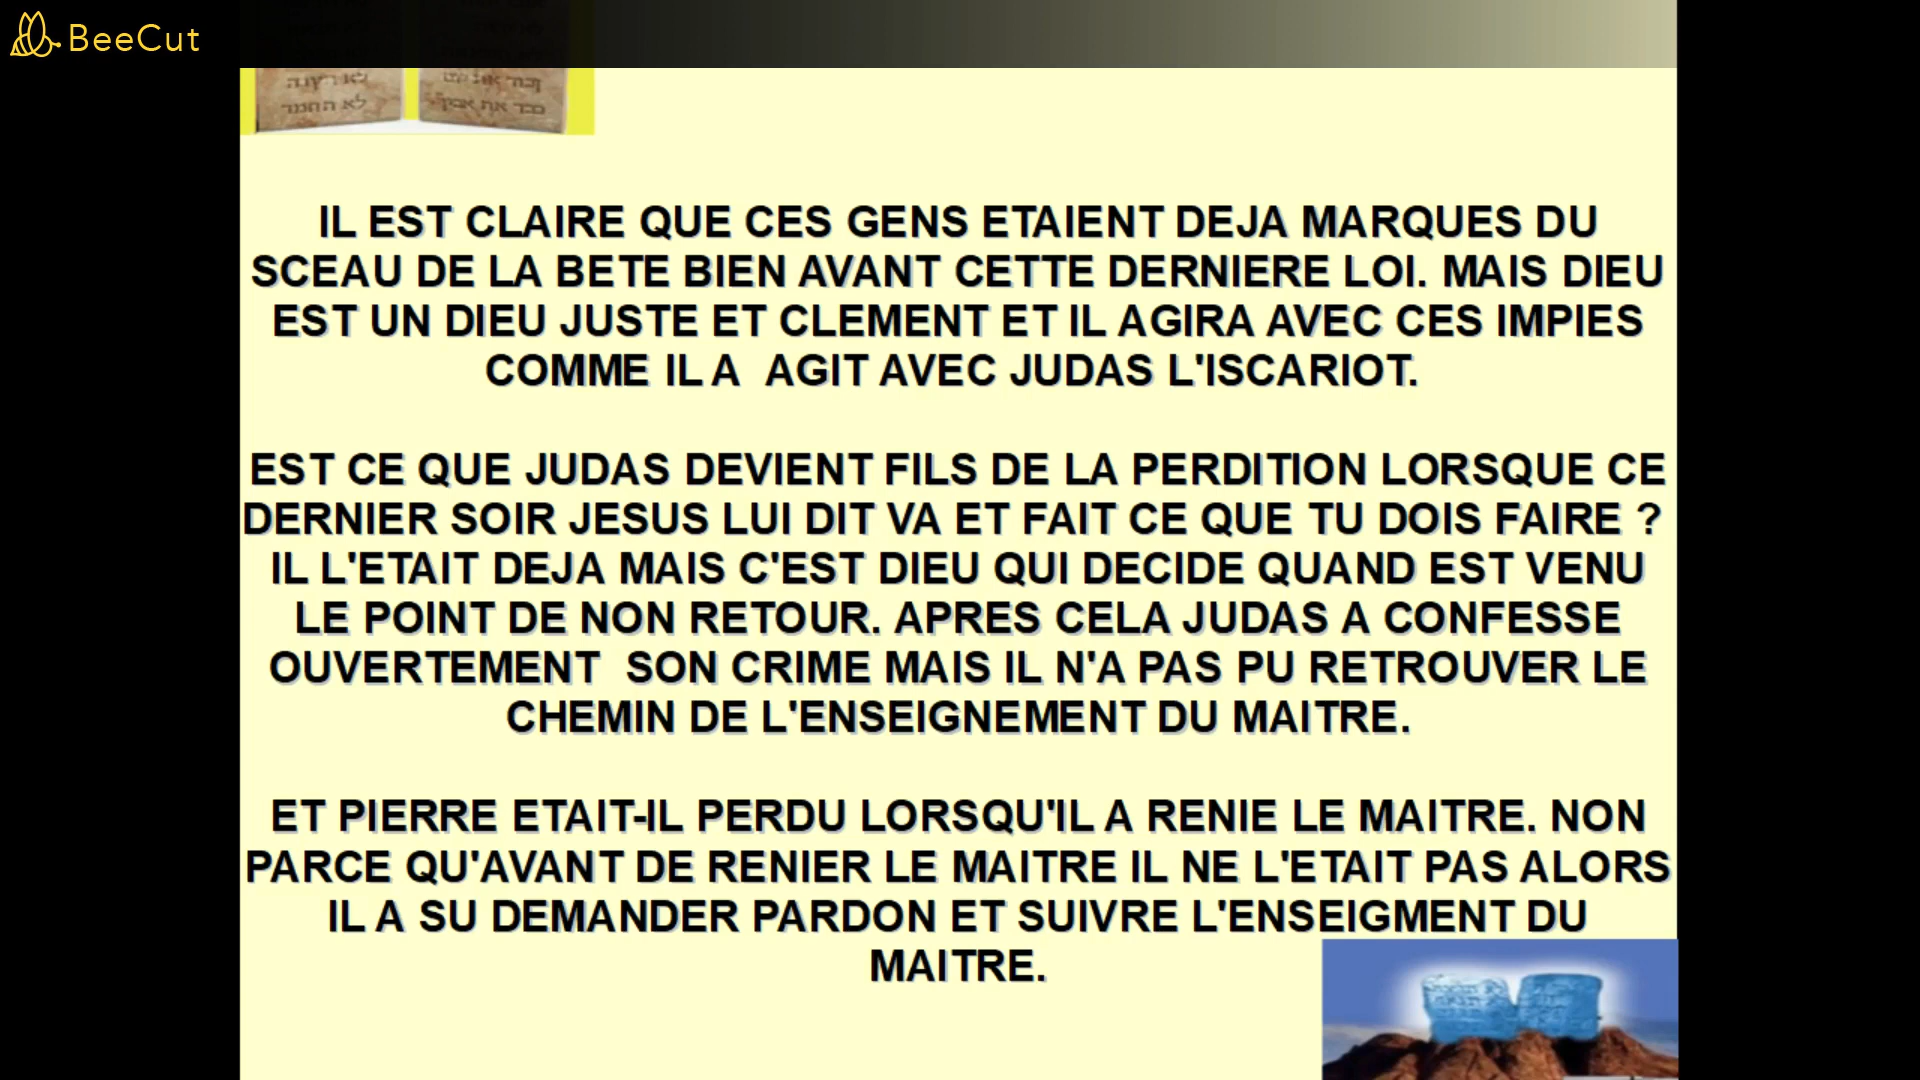 BeeCut
לא תענה
לא תחמד
IL EST CLAIRE QUE CES GENS ETAIENT DEJA MARQUES DU
SCEAU DE LA BETE BIEN AVANT CETTE DERNIERE LOI. MAIS DIEU
EST UN DIEU JUSTE ET CLEMENT ET IL AGIRA AVEC CES IMPIES
COMME IL A  AGIT AVEC JUDAS L'ISCARIOT.
EST CE QUE JUDAS DEVIENT FILS DE LA PERDITION LORSQUE CE
DERNIER SOIR JESUS LUI DIT VA ET FAIT CE QUE TU DOIS FAIRE ?
IL L'ETAIT DEJA MAIS C'EST DIEU QUI DECIDE QUAND EST VENU
LE POINT DE NON RETOUR. APRES CELA JUDAS A CONFESSE
OUVERTEMENT  SON CRIME MAIS IL N'A PAS PU RETROUVER LE
CHEMIN DE L'ENSEIGNEMENT DU MAITRE.
ET PIERRE ETAIT-IL PERDU LORSQU'IL A RENIE LE MAITRE. NON
PARCE QU'AVANT DE RENIER LE MAITRE IL NE L'ETAIT PAS ALORS
IL A SU DEMANDER PARDON ET SUIVRE L'ENSEIGMENT DU
MAITRE.